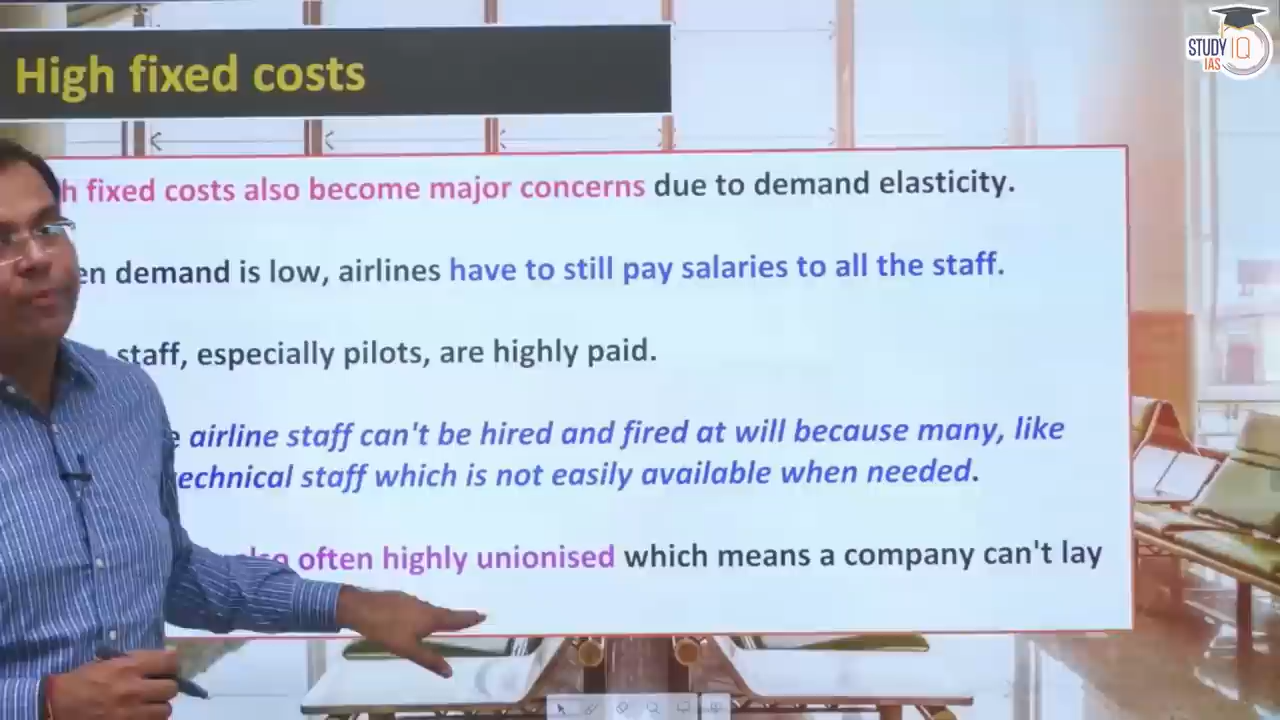 STUDY IQ
IAS
High fixed costs
h fixed costs also become major concerns due to demand elasticity.
en demand is low, airlines have to still pay salaries to all the staff.
staff, especially pilots, are highly paid.
e airline staff can't be hired and fired at will because many, like
echnical staff which is not easily available when needed.
often highly unionised which means a company can't lay